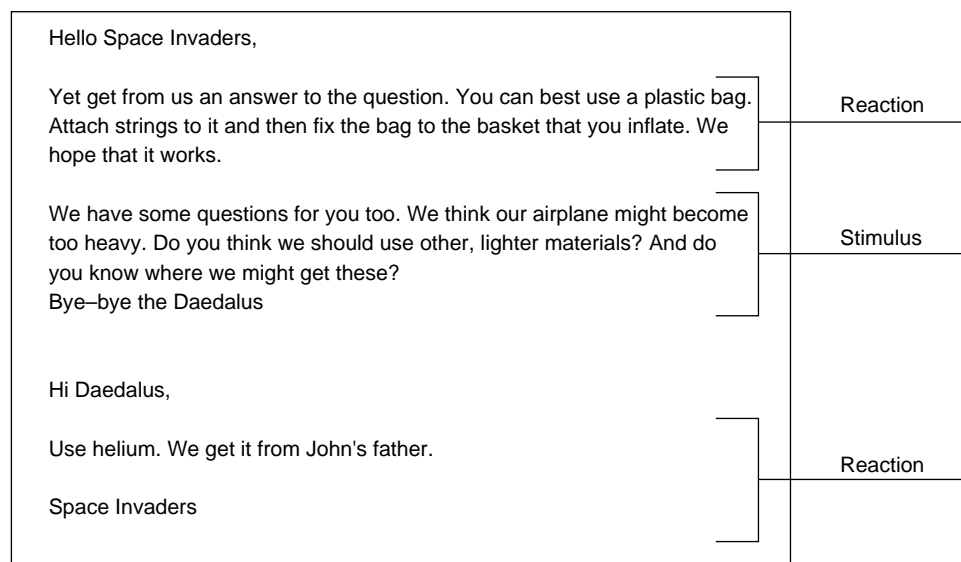 Hello Space Invaders,
Yet get from us an answer to the question. You can best use a plastic bag.
Attach strings to it and then fix the bag to the basket that you inflate. We
hope that it works.
Reaction
We have some questions for you too. We think our airplane might become
too heavy. Do you think we should use other, lighter materials? And do
you know where we might get these?
Bye–bye the Daedalus
Stimulus
Hi Daedalus,
Use helium. We get it from John's father.
Space Invaders
Reaction